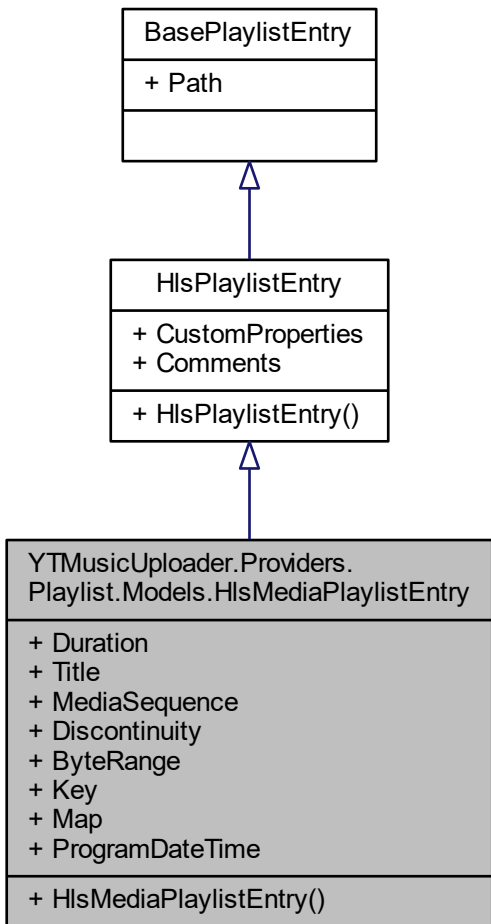 BasePlaylistEntry
+ Path
HlsPlaylistEntry
+ CustomProperties
+ Comments
+ HlsPlaylistEntry()
YTMusicUploader.Providers.
Playlist.Models.HlsMediaPlaylistEntry
+ Duration
+ Title
+ MediaSequence
+ Discontinuity
+ ByteRange
+ Key
+ Map
+ ProgramDateTime
+ HlsMediaPlaylistEntry()